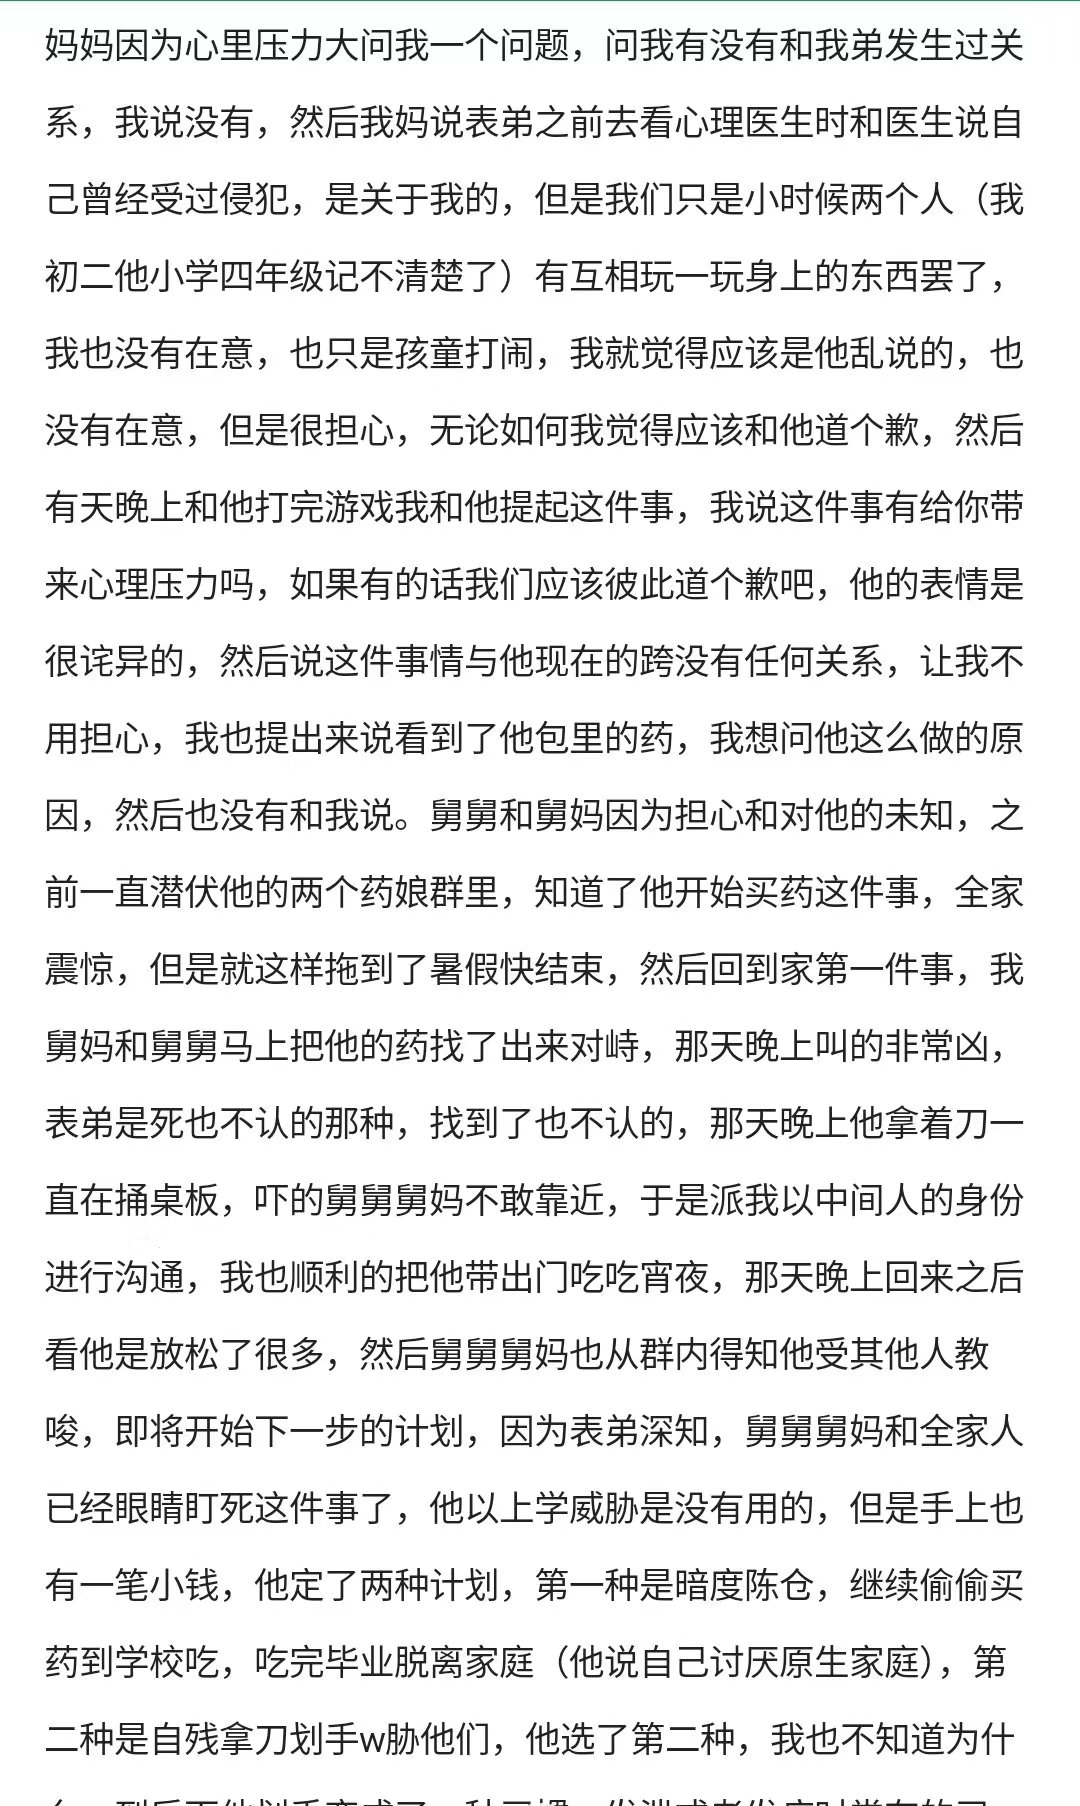 妈妈因为心里压力大问我一个问题，问我有没有和我弟发生过关
系，我说没有，然后我妈说表弟之前去看心理医生时和医生说自
己曾经受过侵犯，是关于我的，但是我们只是小时候两个人（我
初二他小学四年级记不清楚了）有互相玩一玩身上的东西罢了，
我也没有在意，也只是孩童打闹，我就觉得应该是他乱说的，也
没有在意，但是很担心，无论如何我觉得应该和他道个歉，然后
有天晚上和他打完游戏我和他提起这件事，我说这件事有给你带
来心理压力吗，如果有的话我们应该彼此道个歉吧，他的表情是
很诧异的，然后说这件事情与他现在的跨没有任何关系，让我不
用担心，我也提出来说看到了他包里的药，我想问他这么做的原
因，然后也没有和我说。舅舅和舅妈因为担心和对他的未知，之
前一直潜伏他的两个药娘群里，知道了他开始买药这件事，全家
震惊，但是就这样拖到了暑假快结束，然后回到家第一件事，我
舅妈和舅舅马上把他的药找了出来对峙，那天晚上叫的非常凶，
表弟是死也不认的那种，找到了也不认的，那天晚上他拿着刀一
直在捅桌板，吓的舅舅舅妈不敢靠近，于是派我以中间人的身份
进行沟通，我也顺利的把他带出门吃吃宵夜，那天晚上回来之后
看他是放松了很多，然后舅舅舅妈也从群内得知他受其他人教
唆，即将开始下一步的计划，因为表弟深知，舅舅舅妈和全家人
已经眼睛盯死这件事了，他以上学威胁是没有用的，但是手上也
有一笔小钱，他定了两种计划，第一种是暗度陈仓，继续偷偷买
药到学校吃，吃完毕业脱离家庭（他说自己讨厌原生家庭），第
二种是自残拿刀划手w胁他们，他选了第二种，我也不知道为什